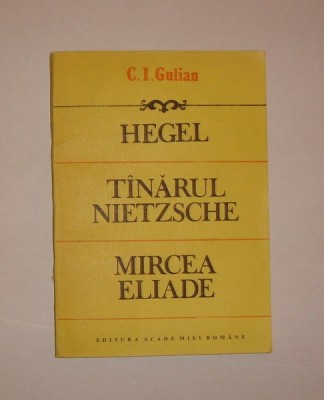 C.I.Gulian
HEGEL
TÎNĂRUL
NIETZSCHE
MIRCEA
ELIADE
EDITURA ACADEMIEI ROMÂNE